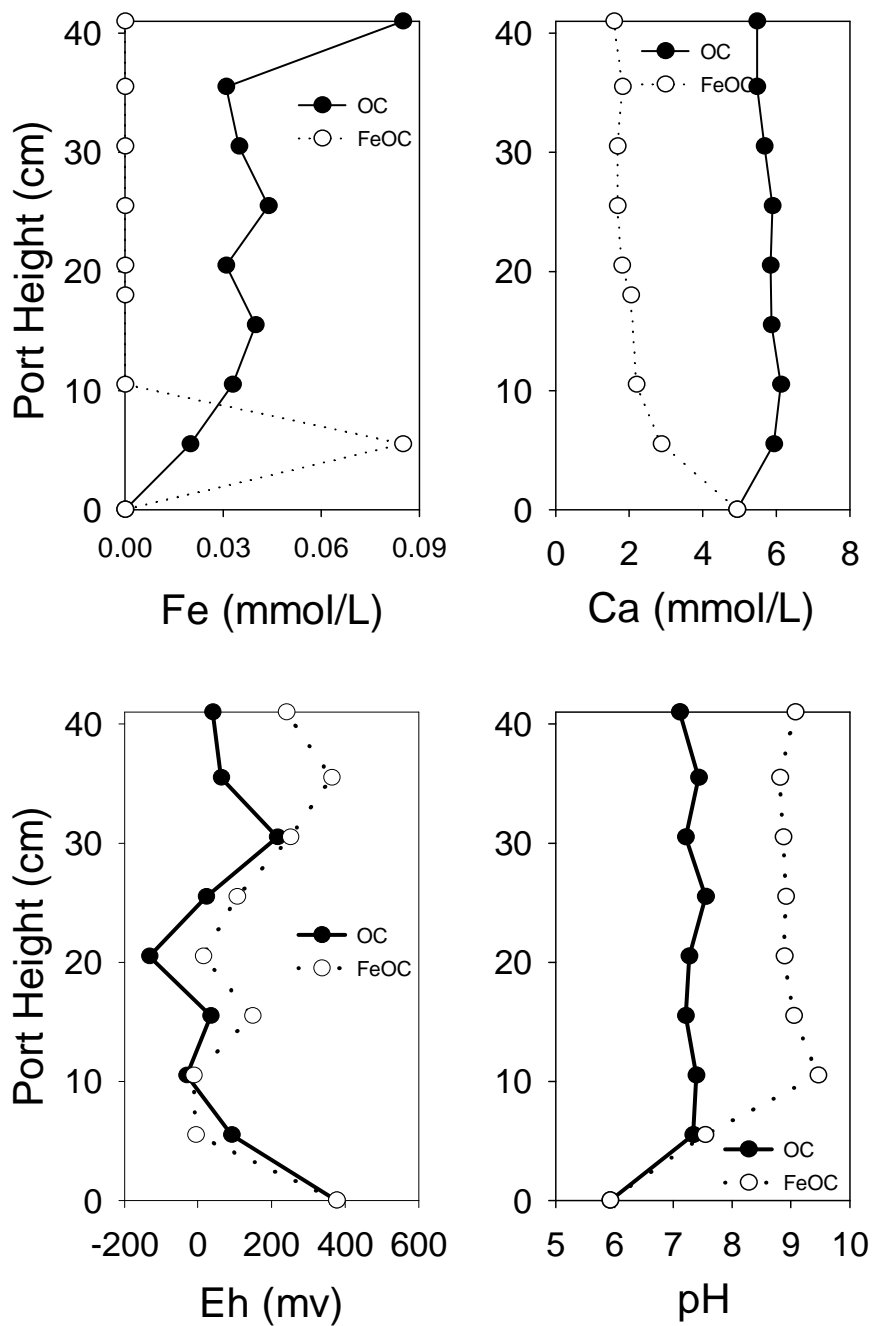 40
30
20
10
0
Port Height (cm)
OC
FeOC
0.00 0.03 0.06 0.09
Fe (mmol/L)
OC
FeOC
40
30
20
10
0
0 2 4 6 8
Ca (mmol/L)
40
30
20
10
0
Port Height (cm)
OC
FeOC
-200 0 200 400 600
Eh (mv)
40
30
20
10
0
OC
FeOC
5 6 7 8 9 10
pH